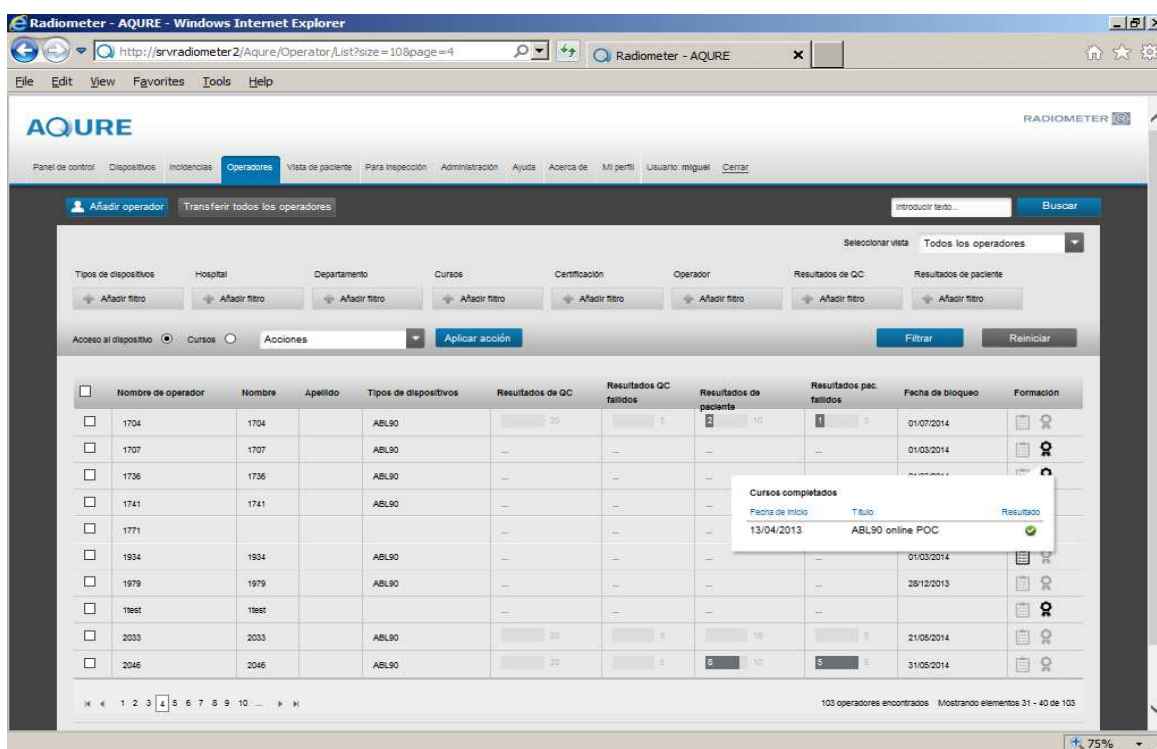 Radiometer - AQURE - Windows Internet Explorer
http://srvradiometer2/Aqure/Operator/List?size=10&page=4
Radiometer - AQURE
File Edit View Favorites Tools Help
AQURE
RADIOMETER
Panel de control Dispositivos Incidencias Operadores Vista de paciente Para inspección Administración Ayuda Acerca de Mi perfil Usuario: miguel Cerrar
Añadir operador Transferir todos los operadores Introducir texto... Buscar
Seleccionar vista Todos los operadores
Tipos de dispositivos Hospital Departamento Cursos Certificación Operador Resultados de QC Resultados de paciente
Añadir filtro Añadir filtro Añadir filtro Añadir filtro Añadir filtro Añadir filtro Añadir filtro Añadir filtro
Acceso al dispositivo Cursos Acciones Aplicar acción Filtrar Reiniciar
Nombre de operador Nombre Apellido Tipos de dispositivos Resultados de QC Resultados QC fallidos Resultados de paciente Resultados pac. fallidos Fecha de bloqueo Formación
1704 1704 ABL90 20 5 2 10 1 5 01/07/2014
1707 1707 ABL90 ... ... ... ... 01/03/2014
1736 1736 ABL90 ... ... ...
1741 1741 ABL90 ... ... ...
1771 ... ... ...
Cursos completados
Fecha de inicio Título Resultado
13/04/2013 ABL90 online POC
1934 1934 ABL90 ... ... ... ... 01/03/2014
1979 1979 ABL90 ... ... ... ... 28/12/2013
1test 1test ... ... ... ...
2033 2033 ABL90 20 5 10 5 21/05/2014
2046 2046 ABL90 20 5 10 5 31/05/2014
1 2 3 4 5 6 7 8 9 10 ... 103 operadores encontrados Mostrando elementos 31 - 40 de 103
75%